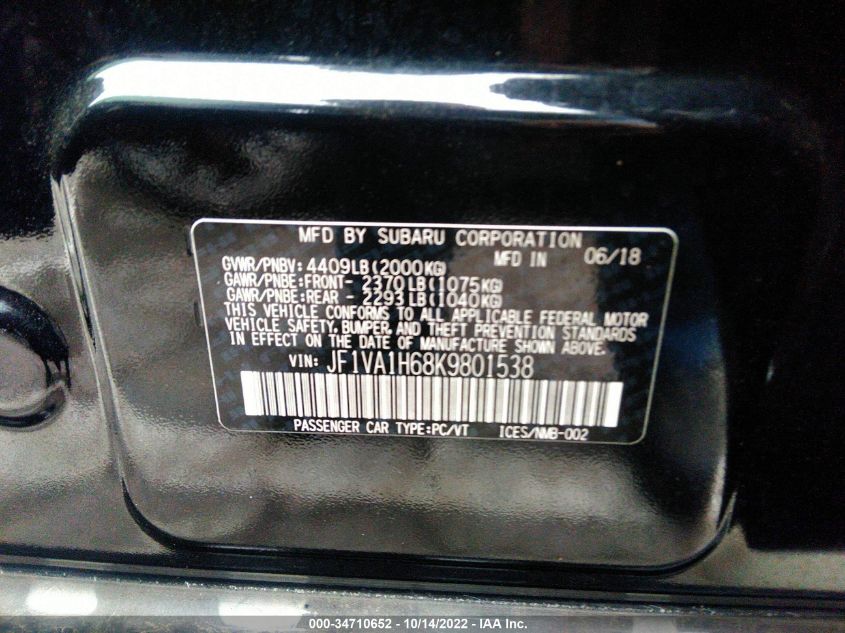 MFD BY SUBARU CORPORATION
MFD IN 06/18
GVWR/PNBV: 4409LB(2000KG)
GAWR/PNBE:FRONT- 2370LB(1075KG)
GAWR/PNBE:REAR - 2293LB(1040KG)
THIS VEHICLE CONFORMS TO ALL APPLICABLE FEDERAL MOTOR
VEHICLE SAFETY, BUMPER, AND THEFT PREVENTION STANDARDS
IN EFFECT ON THE DATE OF MANUFACTURE SHOWN ABOVE.
VIN: JF1VA1H68K9801538
PASSENGER CAR TYPE:PC/VT ICES/NMB-002
000-34710652 - 10/14/2022 - IAA Inc.